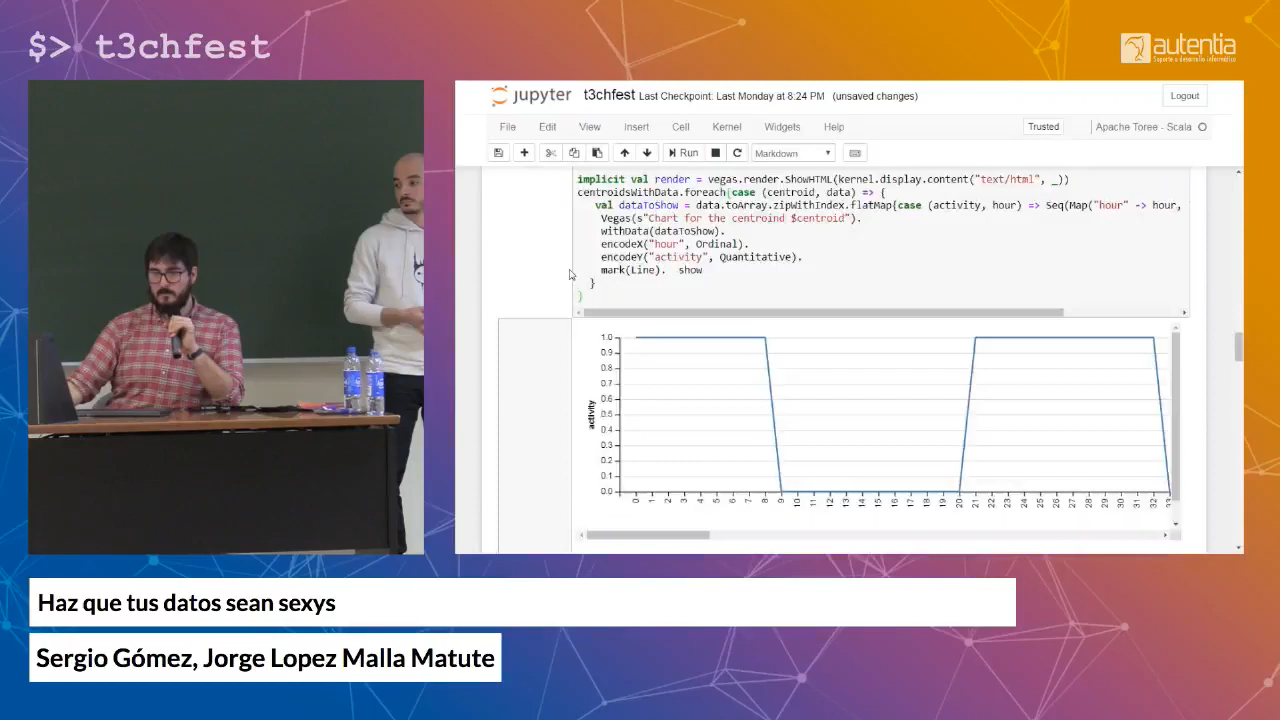 $> t3chfest
autentia
Soporte a desarrollo informático
jupyter t3chfest Last Checkpoint: Last Monday at 8:24 PM (unsaved changes)
Logout
File Edit View Insert Cell Kernel Widgets Help
Trusted
Apache Toree - Scala
Run
Markdown
implicit val render = vegas.render.ShowHTML(kernel.display.content("text/html", _))
centroidsWithData.foreach{case (centroid, data) => {
val dataToShow = data.toArray.zipWithIndex.flatMap{case (activity, hour) => Seq(Map("hour" -> hour,
Vegas(s"Chart for the centroind $centroid").
withData(dataToShow).
encodeX("hour", Ordinal).
encodeY("activity", Quantitative).
mark(Line). show
}
}
1.0
0.9
0.8
0.7
0.6
0.5
0.4
0.3
0.2
0.1
0.0
activity
0 1 2 3 4 5 6 7 8 9 10 11 12 13 14 15 16 17 18 19 20 21 22 23 24 25 26 27 28 29 30 31 32 33
Haz que tus datos sean sexys
Sergio Gómez, Jorge Lopez Malla Matute